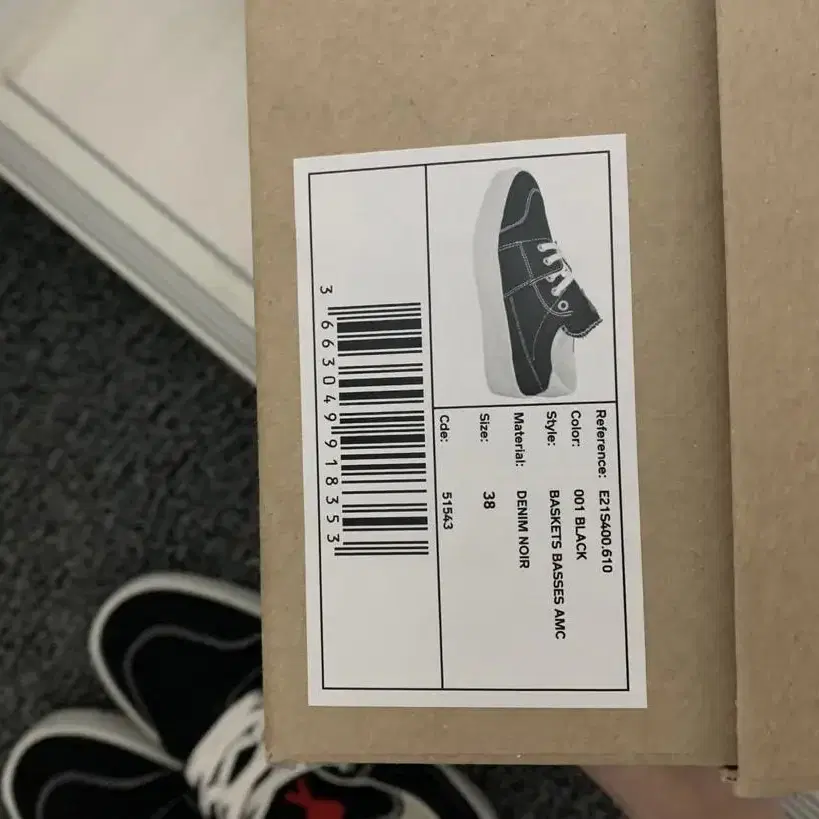 Reference: E21S400.610
Color: 001 BLACK
Style: BASKETS BASSES AMC
Material: DENIM NOIR
Size: 38
Cde: 51543
3 663049 918353